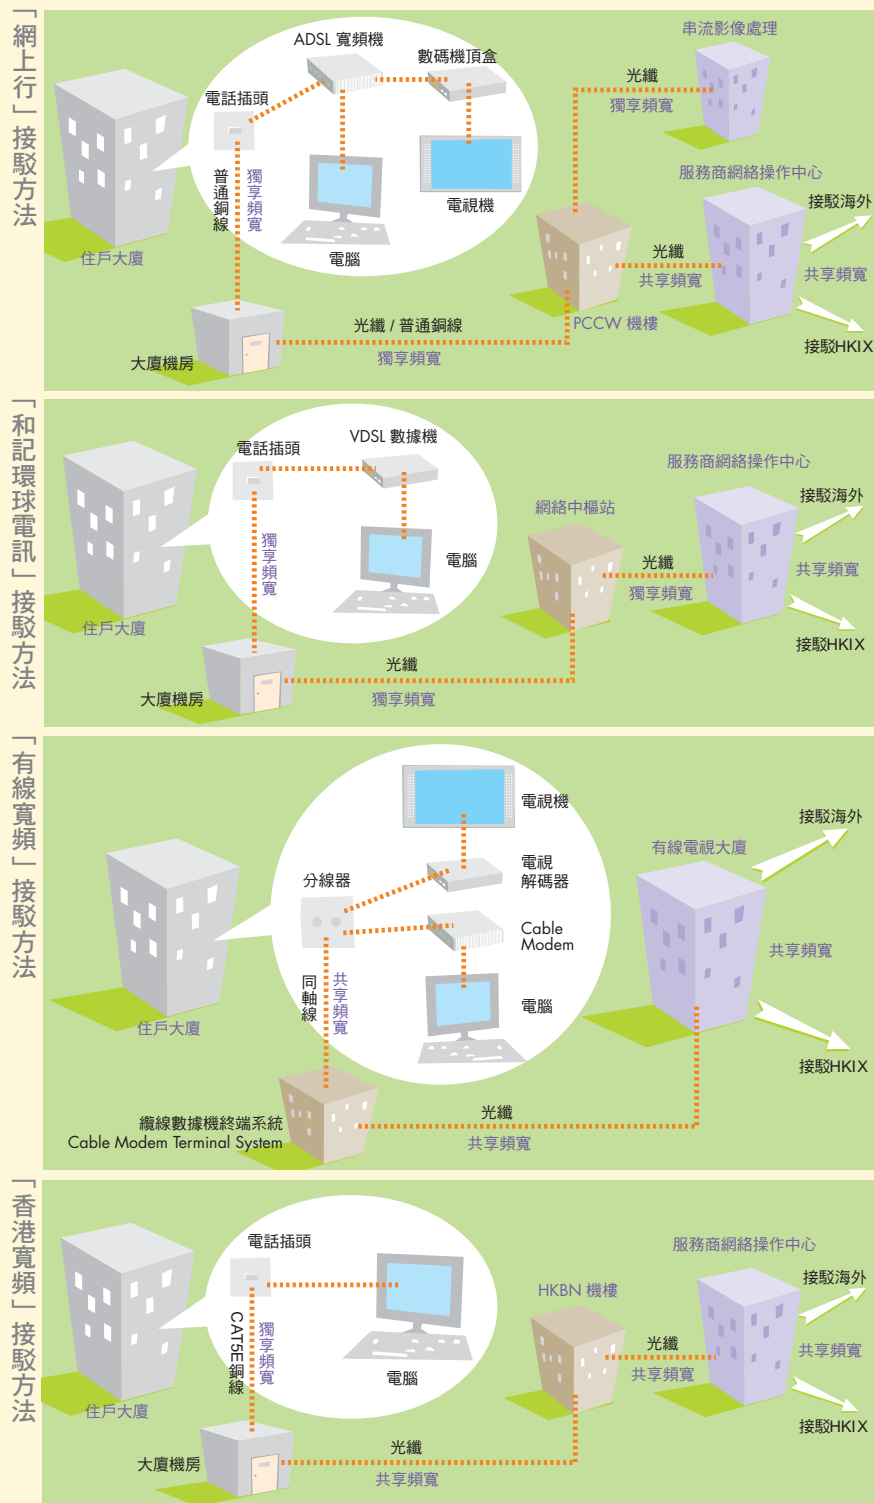 「網上行」接駁方法
串流影像處理
ADSL 寬頻機
數碼機頂盒
光纖
獨享頻寬
電話插頭
普通銅線
獨享頻寬
電視機
電腦
服務商網絡操作中心
接駁海外
光纖
共享頻寬
共享頻寬
住戶大廈
光纖 / 普通銅線
PCCW 機樓
獨享頻寬
接駁HKIX
大廈機房
「和記環球電訊」接駁方法
VDSL 數據機
電話插頭
服務商網絡操作中心
接駁海外
網絡中樞站
獨享頻寬
電腦
光纖
共享頻寬
獨享頻寬
住戶大廈
接駁HKIX
光纖
大廈機房
獨享頻寬
「有線寬頻」接駁方法
電視機
接駁海外
有線電視大廈
電視
解碼器
分線器
Cable
Modem
共享頻寬
同軸線
共享頻寬
電腦
住戶大廈
接駁HKIX
光纖
纜線數據機終端系統
Cable Modem Terminal System
共享頻寬
「香港寬頻」接駁方法
電話插頭
服務商網絡操作中心
接駁海外
HKBN 機樓
CAT5E 銅線
獨享頻寬
光纖
共享頻寬
共享頻寬
電腦
住戶大廈
接駁HKIX
光纖
大廈機房
共享頻寬